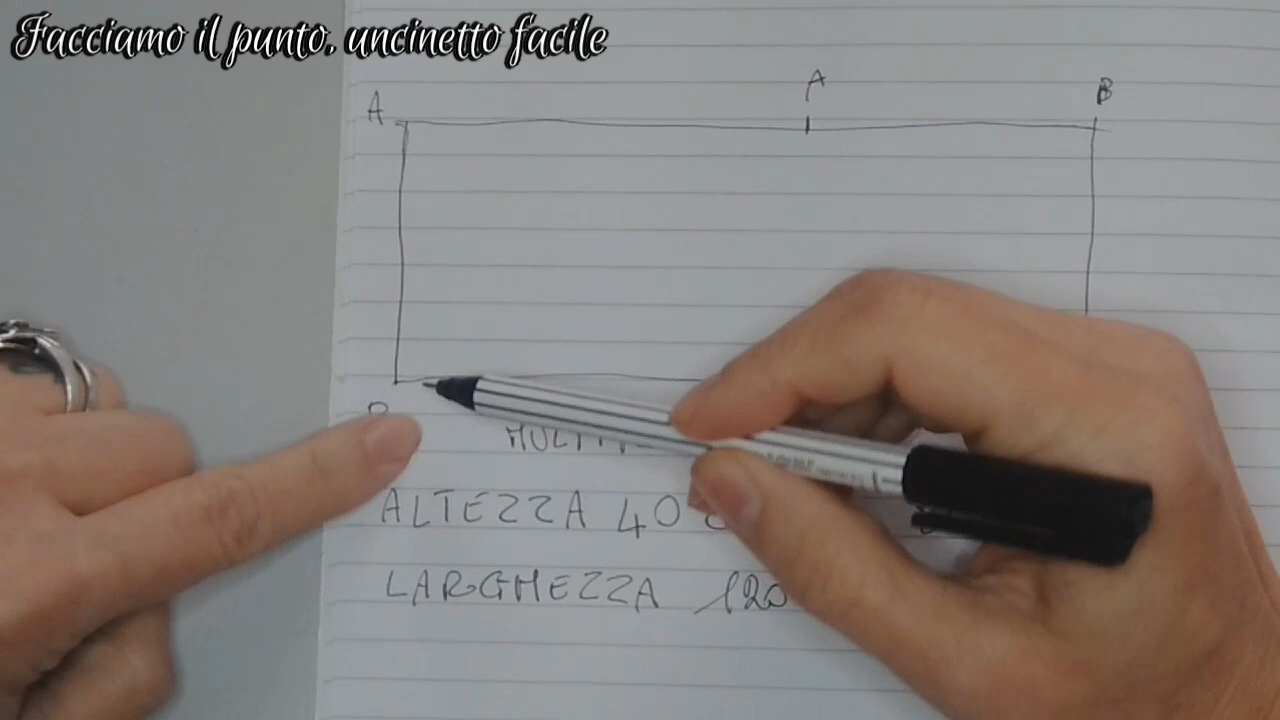 Facciamo il punto. uncinetto facile
A B
A
ALTEZZA 40
LARGHEZZA 120